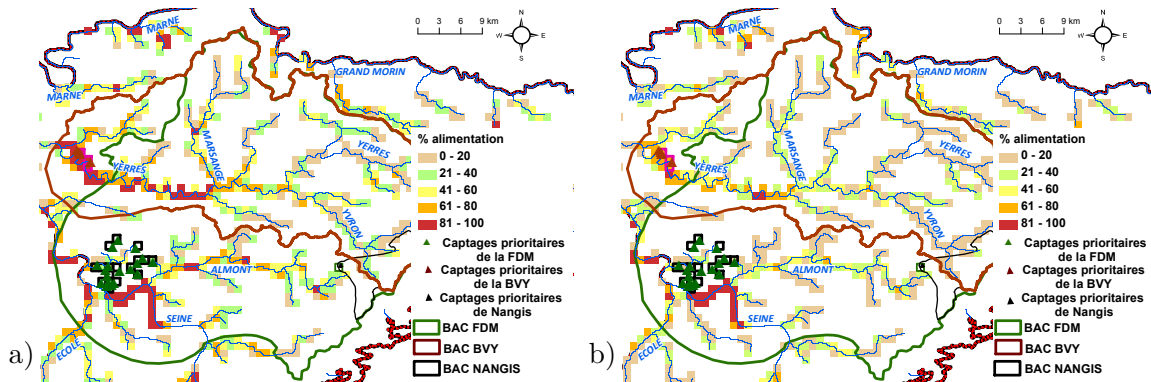 MARNE
0 3 6 9 km
N
W E
S
GRAND MORIN
MARNE
% alimentation
0 - 20
21 - 40
41 - 60
61 - 80
81 - 100
MARSANGE
YERRES
YERRES
YVRON
ALMONT
SEINE
ECOLE
Captages prioritaires
de la FDM
Captages prioritaires
de la BVY
Captages prioritaires
de Nangis
BAC FDM
BAC BVY
BAC NANGIS
a)
MARNE
0 3 6 9 km
N
W E
S
GRAND MORIN
MARNE
% alimentation
0 - 20
21 - 40
41 - 60
61 - 80
81 - 100
MARSANGE
YERRES
YERRES
YVRON
ALMONT
SEINE
ECOLE
Captages prioritaires
de la FDM
Captages prioritaires
de la BVY
Captages prioritaires
de Nangis
BAC FDM
BAC BVY
BAC NANGIS
b)